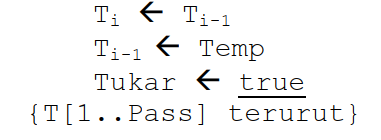 Tᵢ ← Tᵢ₋₁
Tᵢ₋₁ ← Temp
Tukar ← true
{T[1..Pass] terurut}